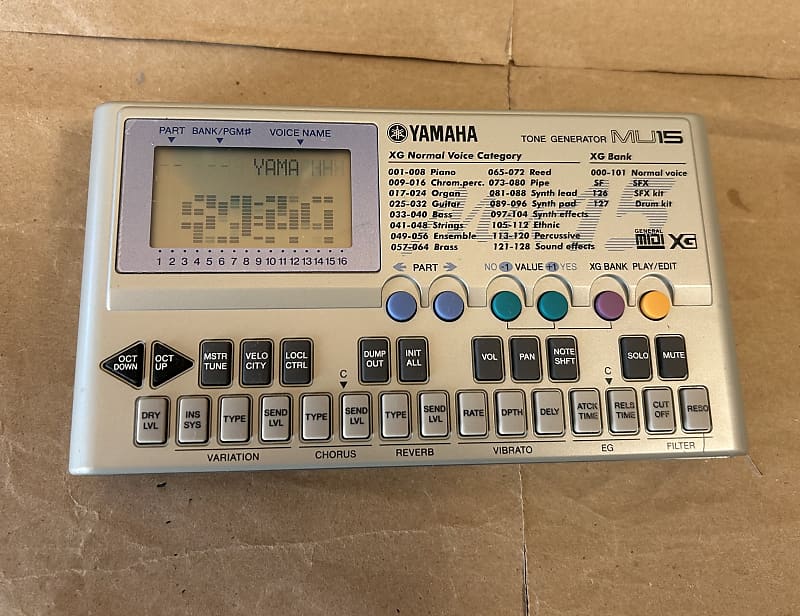 PART BANK/PGM# VOICE NAME
YAMA HHH
1 2 3 4 5 6 7 8 9 10 11 12 13 14 15 16
YAMAHA
TONE GENERATOR MU15
XG Normal Voice Category
XG Bank
001-008 Piano
009-016 Chrom.perc.
017-024 Organ
025-032 Guitar
033-040 Bass
041-048 Strings
049-056 Ensemble
057-064 Brass
065-072 Reed
073-080 Pipe
081-088 Synth lead
089-096 Synth pad
097-104 Synth effects
105-112 Ethnic
113-120 Percussive
121-128 Sound effects
000-101 Normal voice
SF SFX
126 SFX kit
127 Drum kit
MU15
GENERAL MIDI XG
PART
NO -1 VALUE +1 YES
XG BANK
PLAY/EDIT
OCT DOWN
OCT UP
MSTR TUNE
VELO CITY
LOCL CTRL
DUMP OUT
INIT ALL
VOL
PAN
NOTE SHFT
SOLO
MUTE
C
C
DRY LVL
INS SYS
TYPE
SEND LVL
TYPE
SEND LVL
TYPE
SEND LVL
RATE
DPTH
DELY
ATCK TIME
RELS TIME
CUT OFF
RESO
VARIATION
CHORUS
REVERB
VIBRATO
EG
FILTER